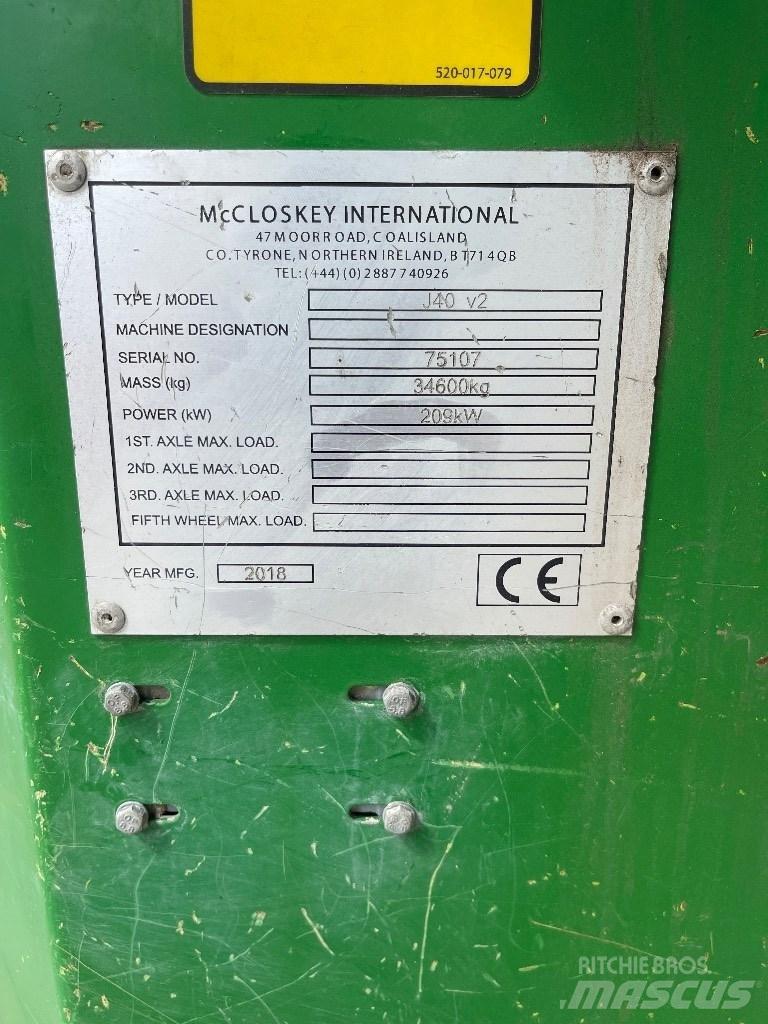 520-017-079
McCLOSKEY INTERNATIONAL
47 MOOR ROAD, COALISLAND
CO. TYRONE, NORTHERN IRELAND, BT71 4QB
TEL: (+44) (0) 2887 740926
TYPE / MODEL J40 v2
MACHINE DESIGNATION
SERIAL NO. 75107
MASS (kg) 34600kg
POWER (kW) 209kW
1ST. AXLE MAX. LOAD.
2ND. AXLE MAX. LOAD.
3RD. AXLE MAX. LOAD.
FIFTH WHEEL MAX. LOAD.
YEAR MFG. 2018 CE
RITCHIE BROS.
MASCUS